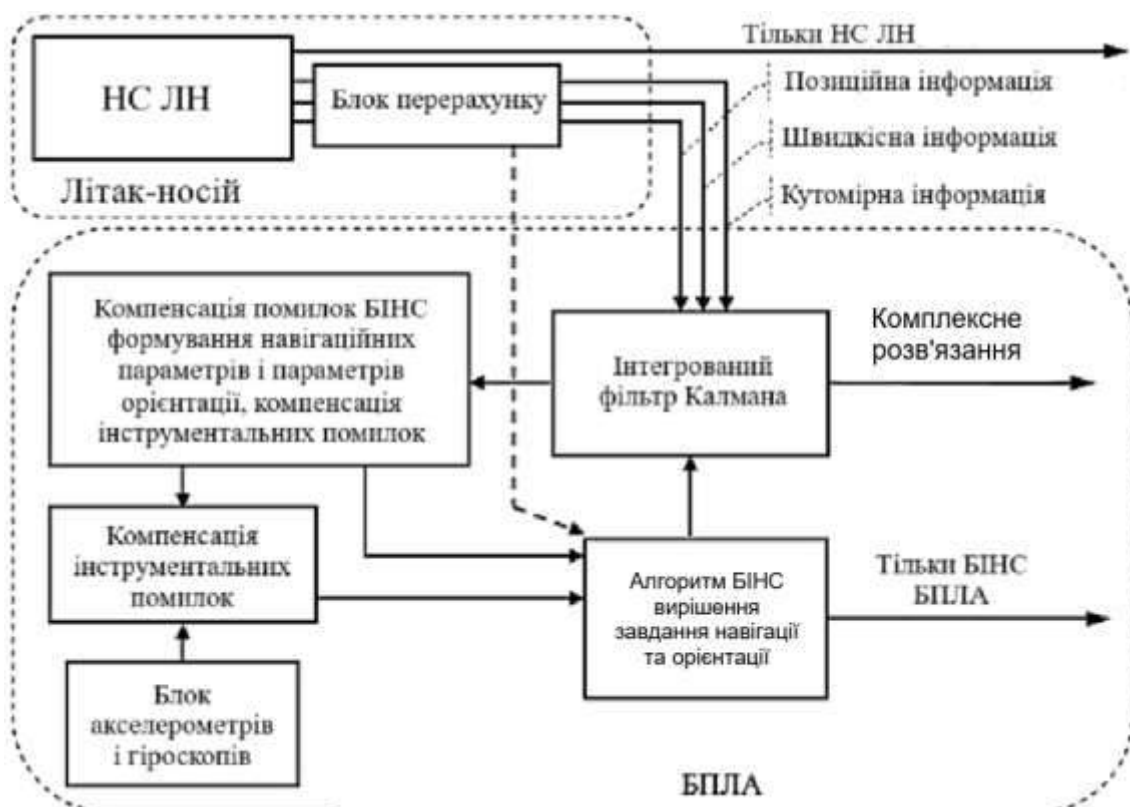 Тільки НС ЛН
НС ЛН
Блок перерахунку
Позиційна інформація
Швидкісна інформація
Кутомірна інформація
Літак-носій
Компенсація помилок БІНС
формування навігаційних
параметрів і параметрів
орієнтації, компенсація
інструментальних помилок
Інтегрований
фільтр Калмана
Комплексне
розв'язання
Компенсація
інструментальних
помилок
Алгоритм БІНС
вирішення
завдання навігації
та орієнтації
Тільки БІНС
БПЛА
Блок
акселерометрів
і гіроскопів
БПЛА